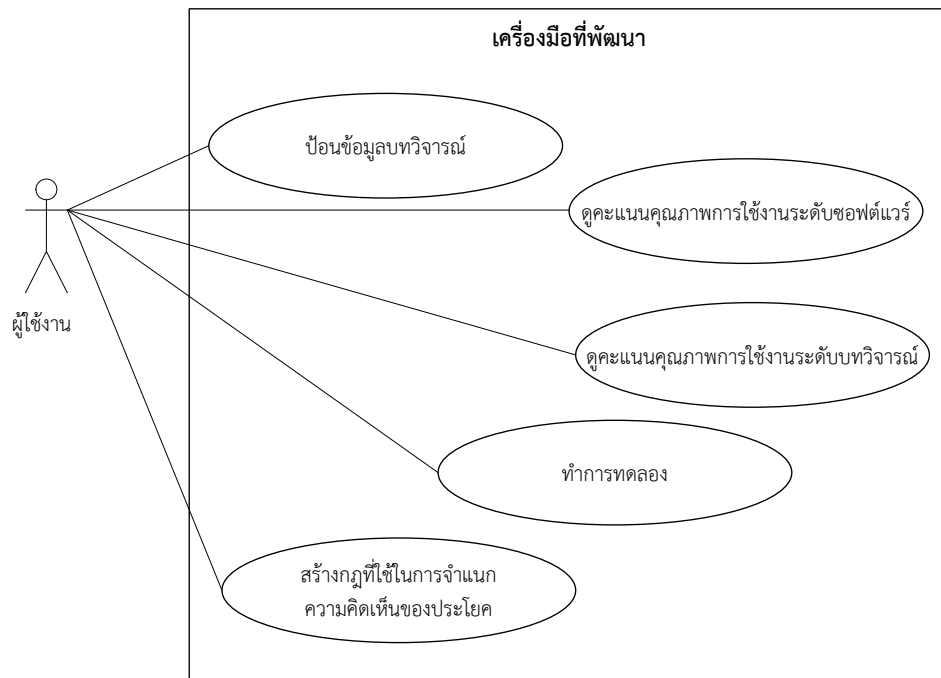 เครื่องมือที่พัฒนา
ป้อนข้อมูลบทวิจารณ์
ดูคะแนนคุณภาพการใช้งานระดับซอฟต์แวร์
ผู้ใช้งาน
ดูคะแนนคุณภาพการใช้งานระดับบทวิจารณ์
ทำการทดลอง
สร้างกฎที่ใช้ในการจำแนก
ความคิดเห็นของประโยค